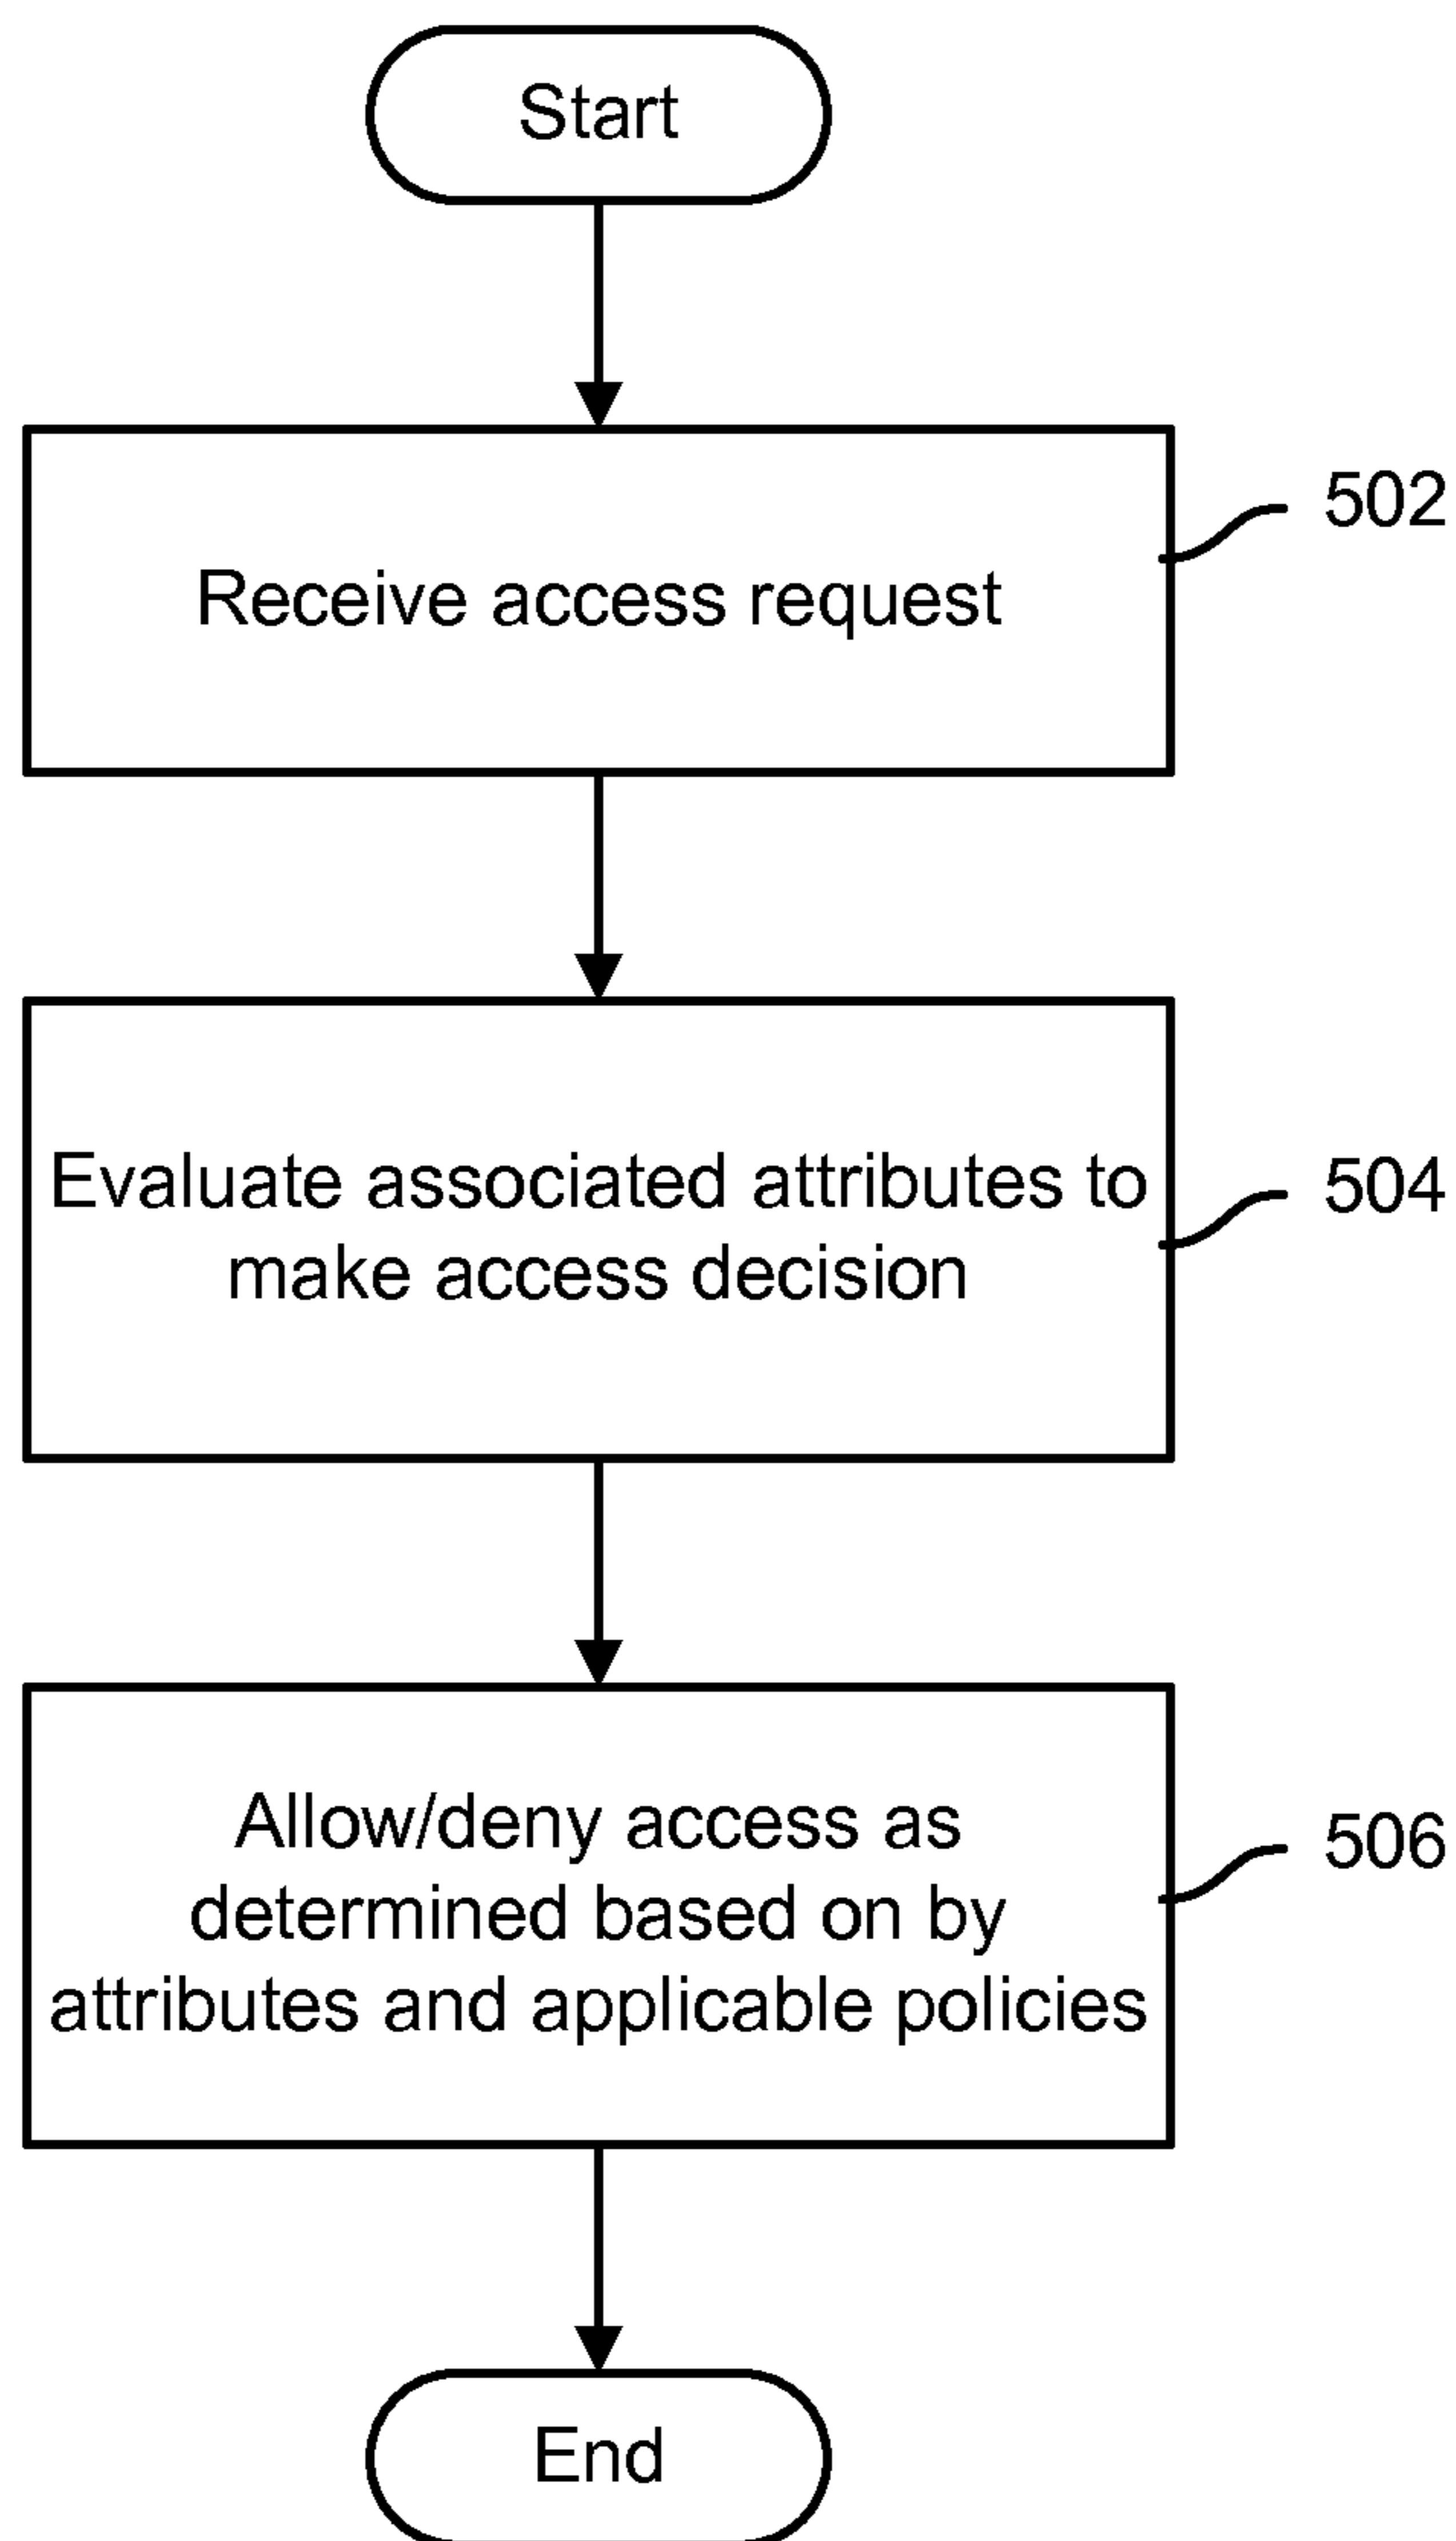 Start
502
Receive access request
504
Evaluate associated attributes to
make access decision
506
Allow/deny access as
determined based on by
attributes and applicable policies
End